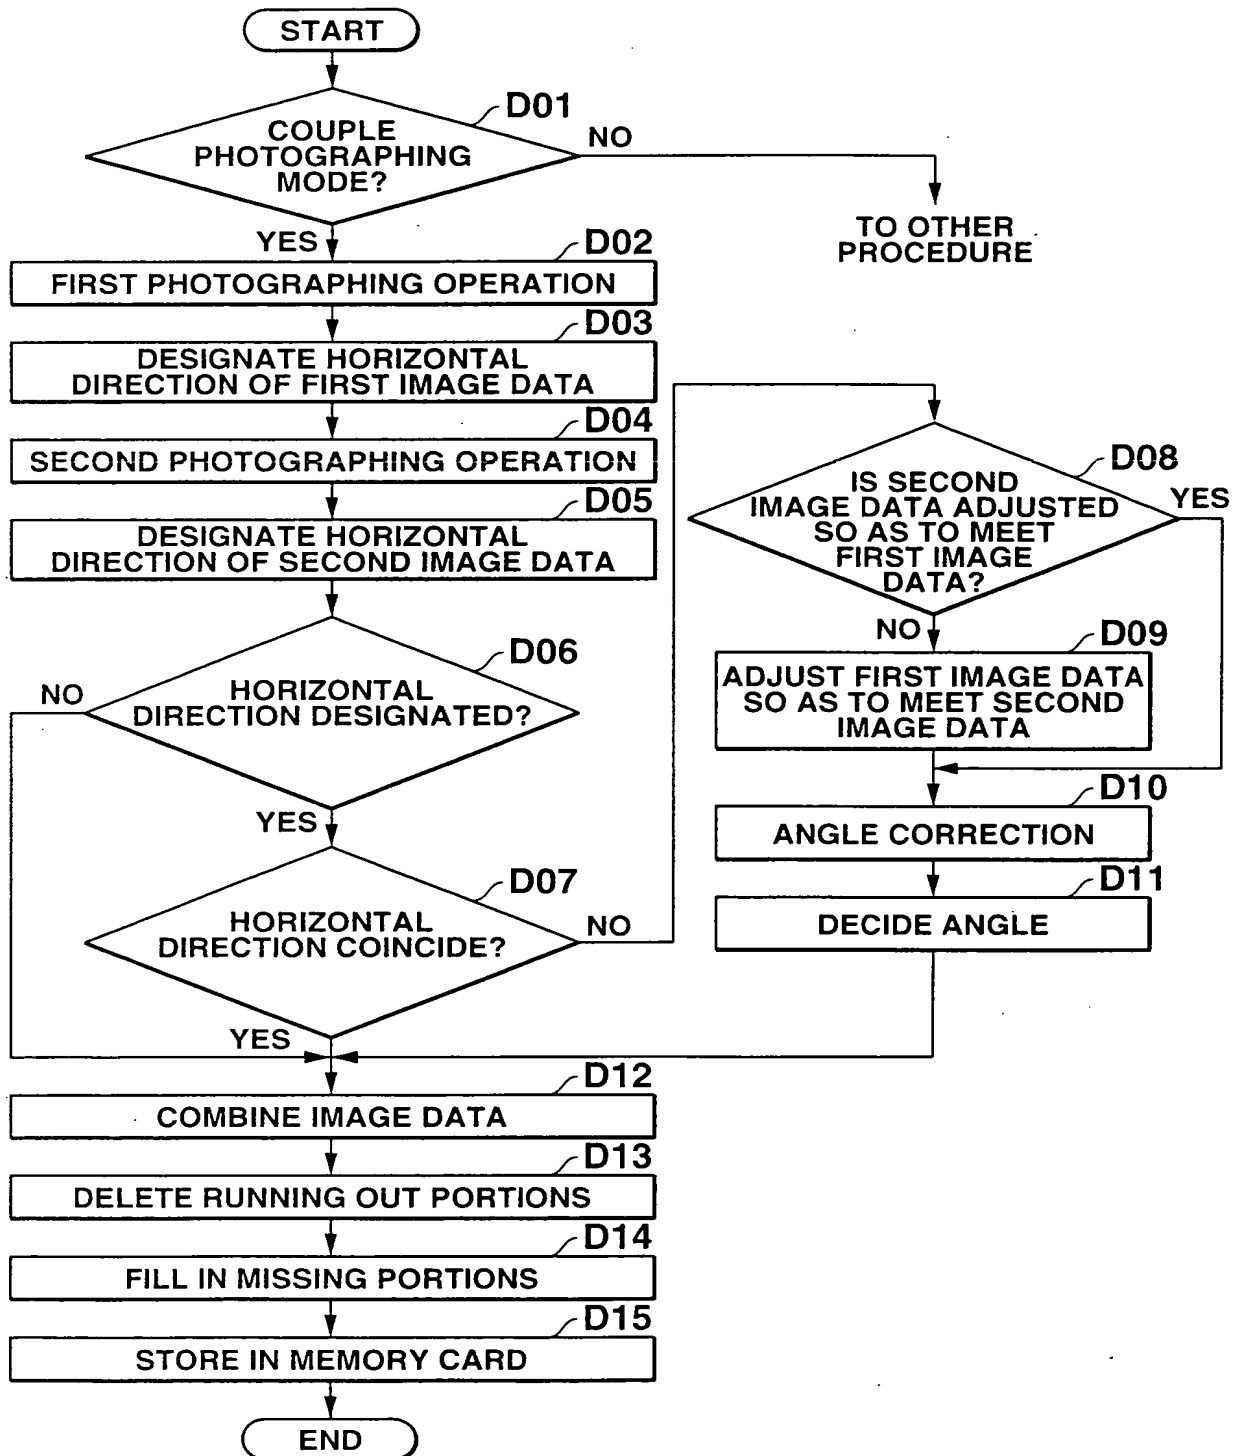 START
D01
COUPLE
PHOTOGRAPHING
MODE?
NO
TO OTHER
PROCEDURE
YES
D02
FIRST PHOTOGRAPHING OPERATION
D03
DESIGNATE HORIZONTAL
DIRECTION OF FIRST IMAGE DATA
D04
SECOND PHOTOGRAPHING OPERATION
D05
DESIGNATE HORIZONTAL
DIRECTION OF SECOND IMAGE DATA
D06
NO
HORIZONTAL
DIRECTION DESIGNATED?
YES
D07
HORIZONTAL
DIRECTION COINCIDE?
NO
YES
D08
IS SECOND
IMAGE DATA ADJUSTED
SO AS TO MEET
FIRST IMAGE
DATA?
YES
NO
D09
ADJUST FIRST IMAGE DATA
SO AS TO MEET SECOND
IMAGE DATA
D10
ANGLE CORRECTION
D11
DECIDE ANGLE
D12
COMBINE IMAGE DATA
D13
DELETE RUNNING OUT PORTIONS
D14
FILL IN MISSING PORTIONS
D15
STORE IN MEMORY CARD
END